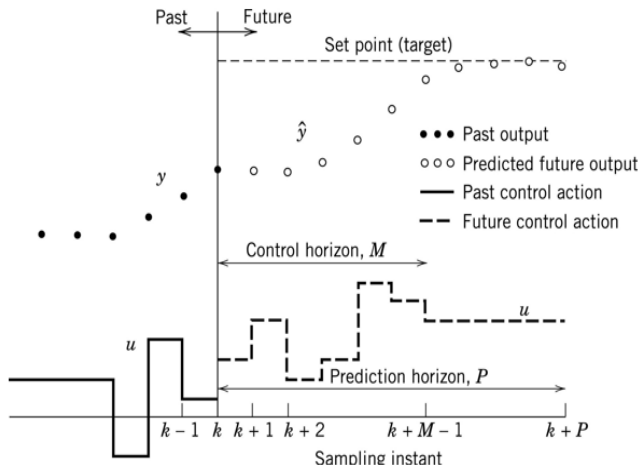 Past Future
Set point (target)
ŷ
Past output
y
Predicted future output
Past control action
Future control action
Control horizon, M
u
u
Prediction horizon, P
k − 1 k k + 1 k + 2 k + M − 1 k + P
Sampling instant